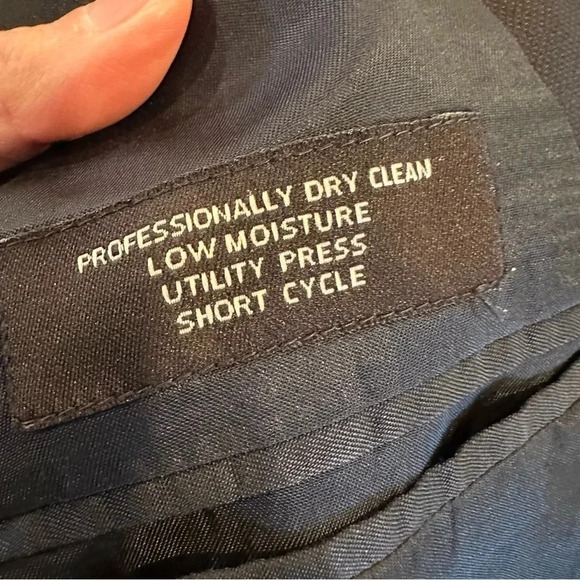 PROFESSIONALLY DRY CLEAN
LOW MOISTURE
UTILITY PRESS
SHORT CYCLE